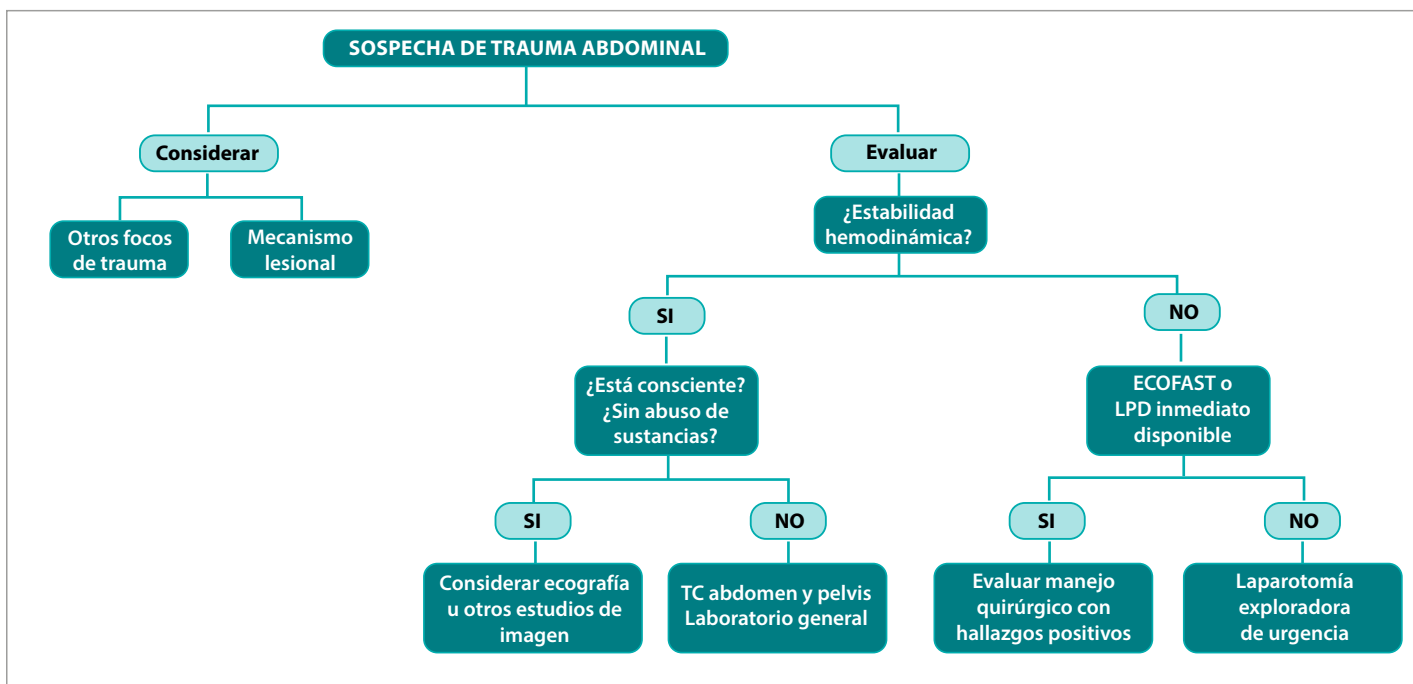 SOSPECHA DE TRAUMA ABDOMINAL
Considerar
Evaluar
Otros focos
de trauma
Mecanismo
lesional
¿Estabilidad
hemodinámica?
SI
NO
¿Está consciente?
¿Sin abuso de
sustancias?
ECOFAST o
LPD inmediato
disponible
SI
NO
SI
NO
Considerar ecografía
u otros estudios de
imagen
TC abdomen y pelvis
Laboratorio general
Evaluar manejo
quirúrgico con
hallazgos positivos
Laparotomía
exploradora
de urgencia